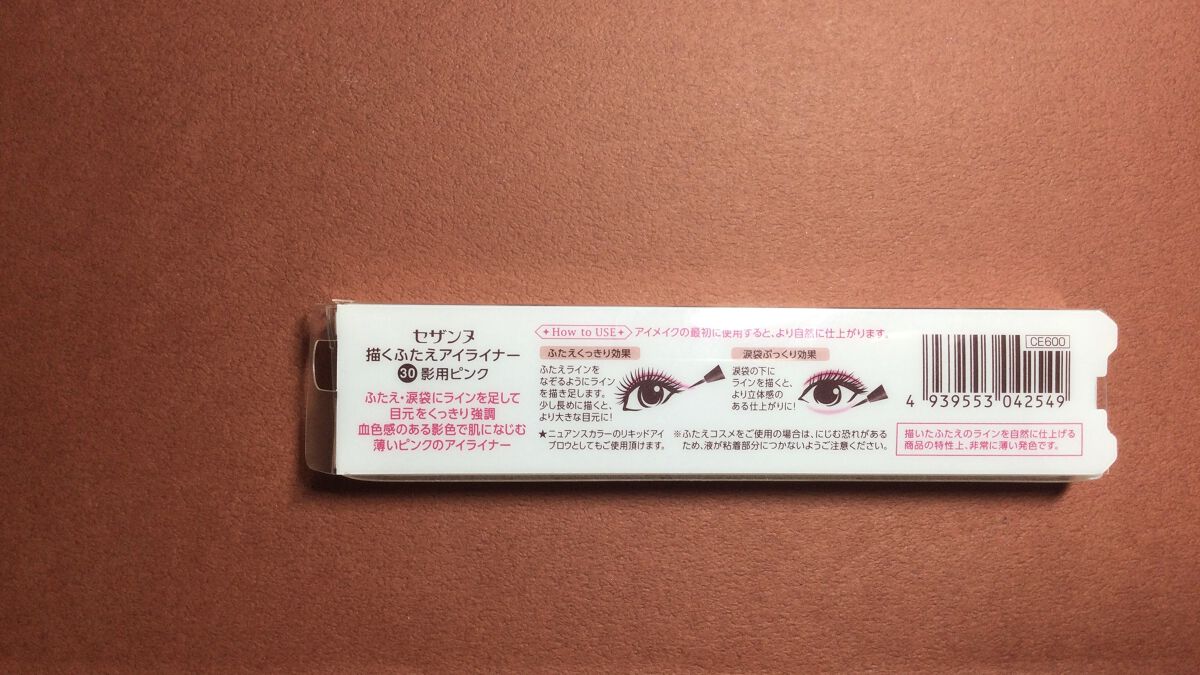 セザンヌ
描くふたえアイライナー
30 影用ピンク
ふたえ・涙袋にラインを足して
目元をくっきり強調
血色感のある影色で肌になじむ
薄いピンクのアイライナー
How to USE アイメイクの最初に使用すると、より自然に仕上がります。
ふたえくっきり効果
ふたえラインを
なぞるようにライン
を描き足します。
少し長めに描くと、
より大きな目元に!
★ニュアンスカラーのリキッドアイ
ブロウとしてもご使用頂けます。
涙袋ぷっくり効果
涙袋の下に
ラインを描くと、
より立体感の
ある仕上がりに!
※ふたえコスメをご使用の場合は、にじむ恐れがある
ため、液が粘着部分につかないようご注意ください。
CE600
4 939553 042549
描いたふたえのラインを自然に仕上げる
商品の特性上、非常に薄い発色です。